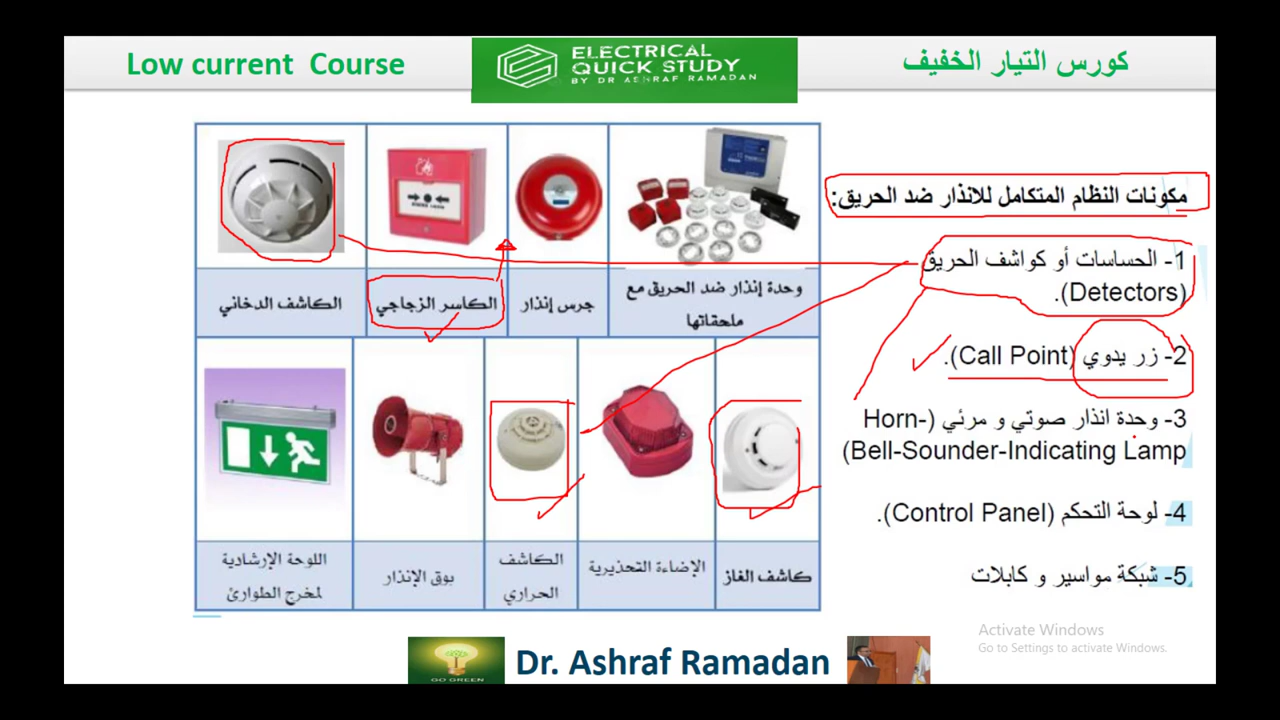 Low current Course
ELECTRICAL
QUICK STUDY
BY DR ASHRAF RAMADAN
كورس التيار الخفيف
مكونات النظام المتكامل للانذار ضد الحريق:
1- الحساسات أو كواشف الحريق
(Detectors).
2- زر يدوي (Call Point).
3- وحدة انذار صوتي و مرئي (Horn-
Bell-Sounder-Indicating Lamp)
4- لوحة التحكم (Control Panel).
5- شبكة مواسير و كابلات
وحدة إنذار ضد الحريق مع
ملحقاتها
جرس إنذار
الكاسر الزجاجي
الكاشف الدخاني
كاشف الغاز
الإضاءة التحذيرية
الكاشف
الحراري
بوق الإنذار
اللوحة الإرشادية
لمخرج الطوارئ
Activate Windows
Go to Settings to activate Windows.
GO GREEN
Dr. Ashraf Ramadan